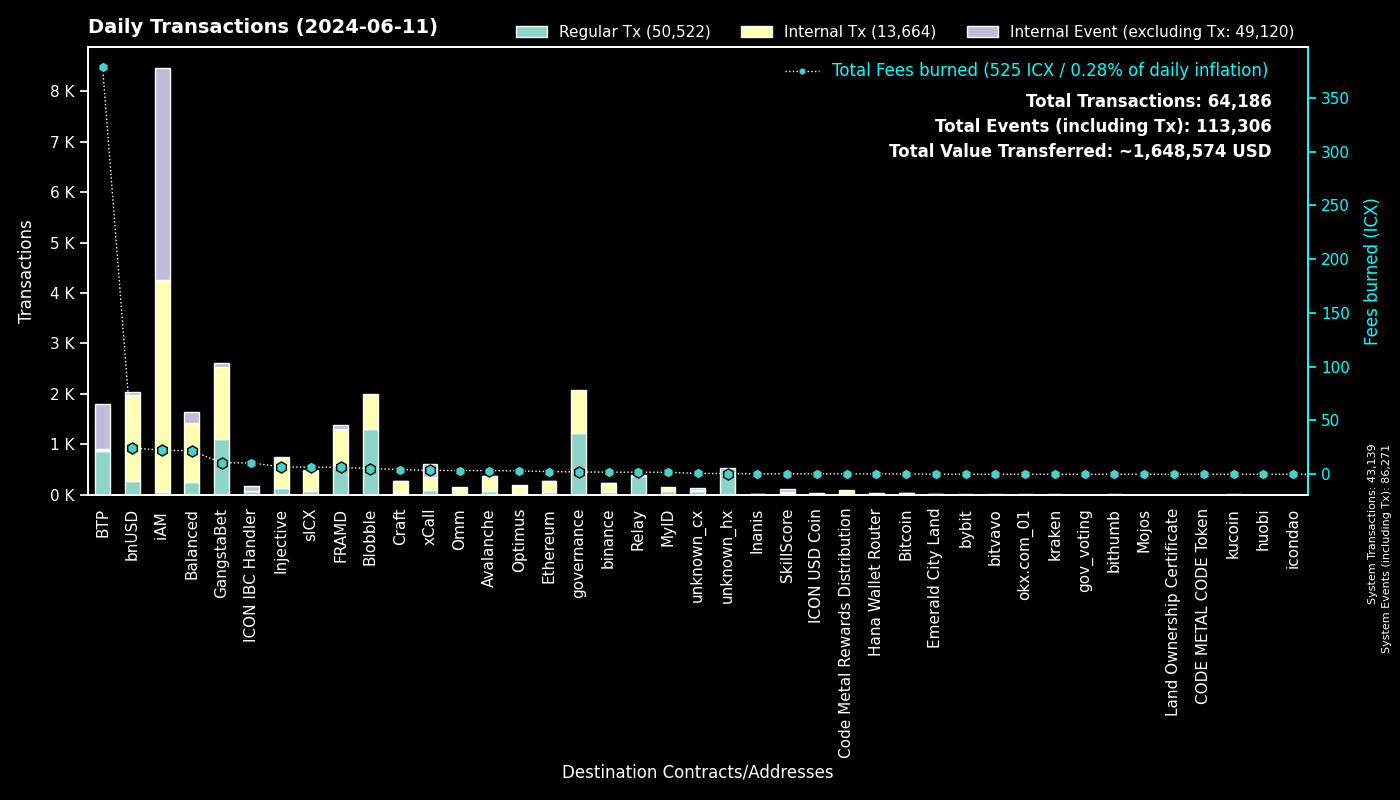 Daily Transactions (2024-06-11)
Regular Tx (50,522)
Internal Tx (13,664)
Internal Event (excluding Tx: 49,120)
Total Fees burned (525 ICX / 0.28% of daily inflation)
Total Transactions: 64,186
Total Events (including Tx): 113,306
Total Value Transferred: ~1,648,574 USD
Transactions
8 K
7 K
6 K
5 K
4 K
3 K
2 K
1 K
0 K
350
300
250
200
150
100
50
0
Fees burned (ICX)
BTP
bnUSD
iAM
Balanced
GangstaBet
ICON IBC Handler
Injective
sICX
FRAMD
Blobble
Craft
xCall
Omm
Avalanche
Optimus
Ethereum
governance
binance
Relay
MyID
unknown_cx
unknown_hx
Inanis
SkillScore
ICON USD Coin
Code Metal Rewards Distribution
Hana Wallet Router
Bitcoin
Emerald City Land
bybit
bitvavo
okx.com_01
kraken
gov_voting
bithumb
Mojos
Land Ownership Certificate
CODE METAL CODE Token
kucoin
huobi
icondao
Destination Contracts/Addresses
System Transactions: 43,139
System Events (including Tx): 86,271